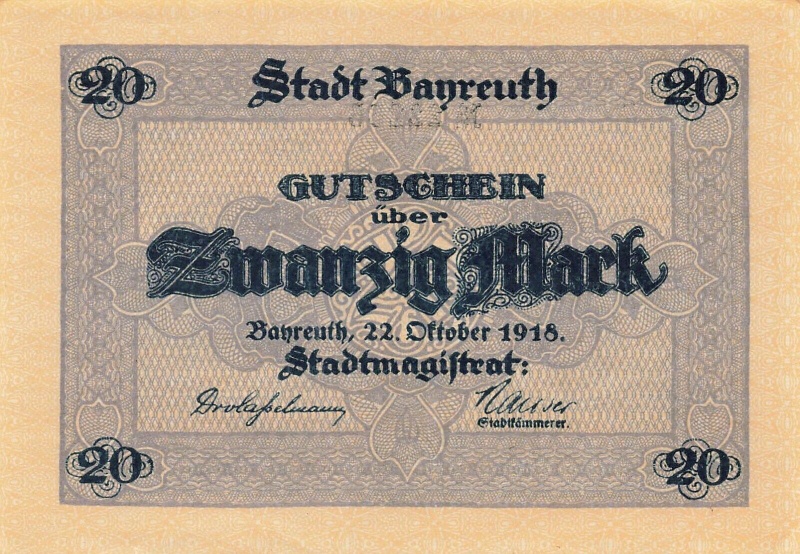 20 Stadt Bayreuth 20
GUTSCHEIN
über
Zwanzig Mark
Bayreuth, 22. Oktober 1918.
Stadtmagistrat:
Stadtkämmerer.
20 20